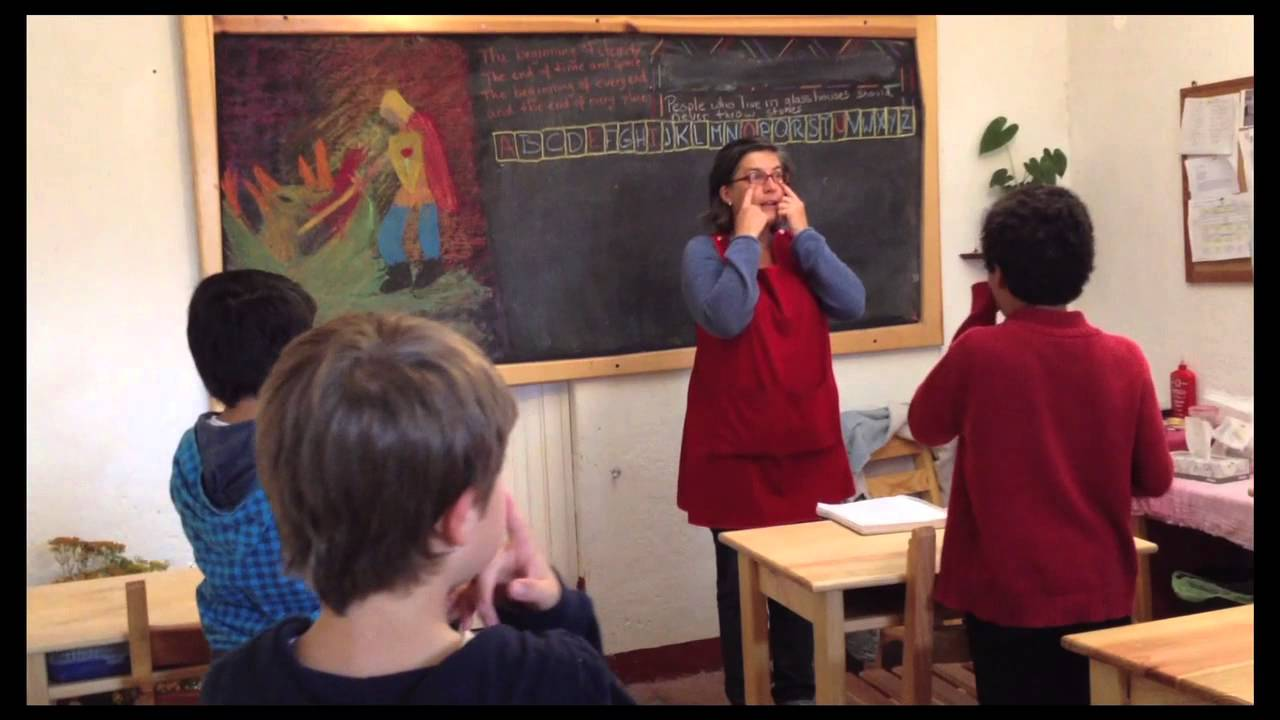 The beginning of eternity
The end of time and space
The beginning of every end
and the end of every place
People who live in glass houses should
never throw stones
ABCDEFGHIJKLMNOPQRSTUVWXYZ